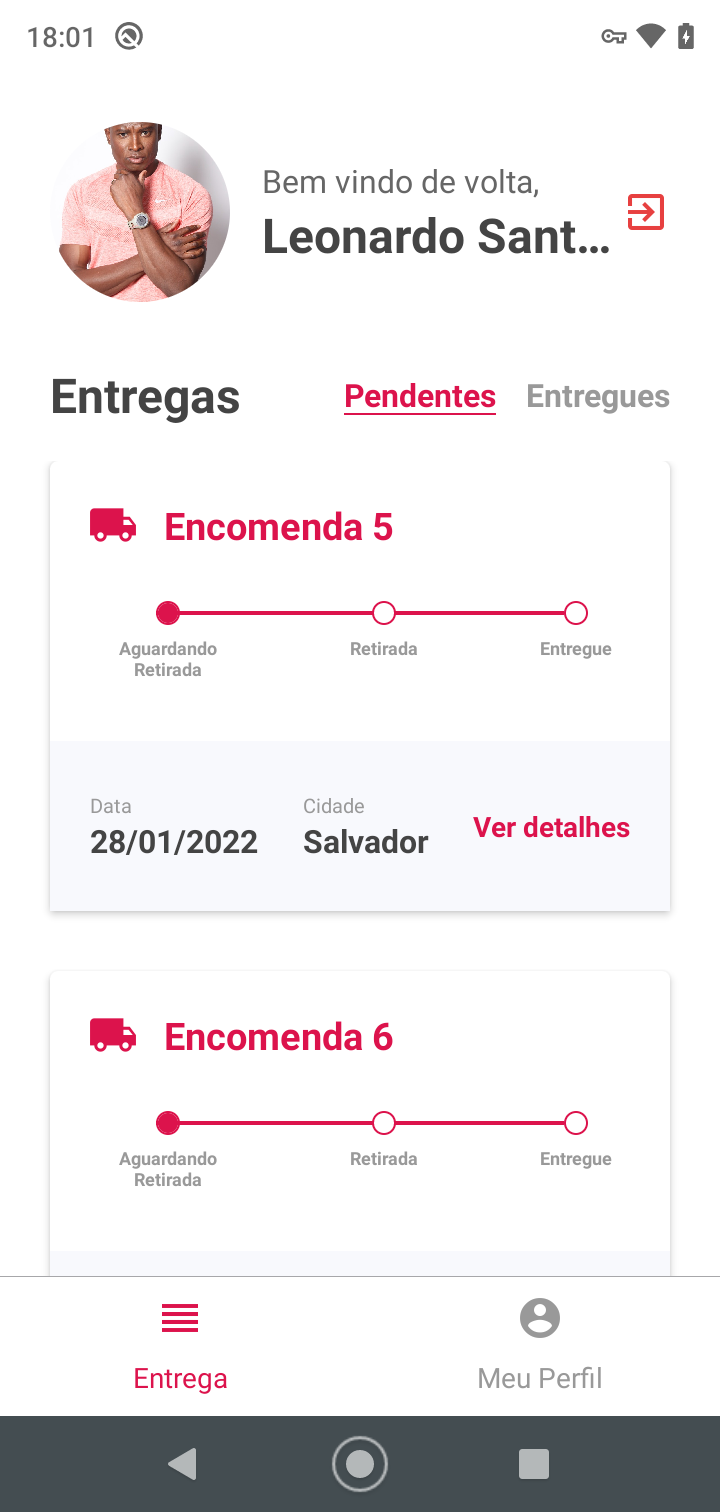 18:01
Bem vindo de volta,
Leonardo Sant...
Entregas
Pendentes
Entregues
Encomenda 5
Aguardando
Retirada
Retirada
Entregue
Data
28/01/2022
Cidade
Salvador
Ver detalhes
Encomenda 6
Aguardando
Retirada
Retirada
Entregue
Entrega
Meu Perfil